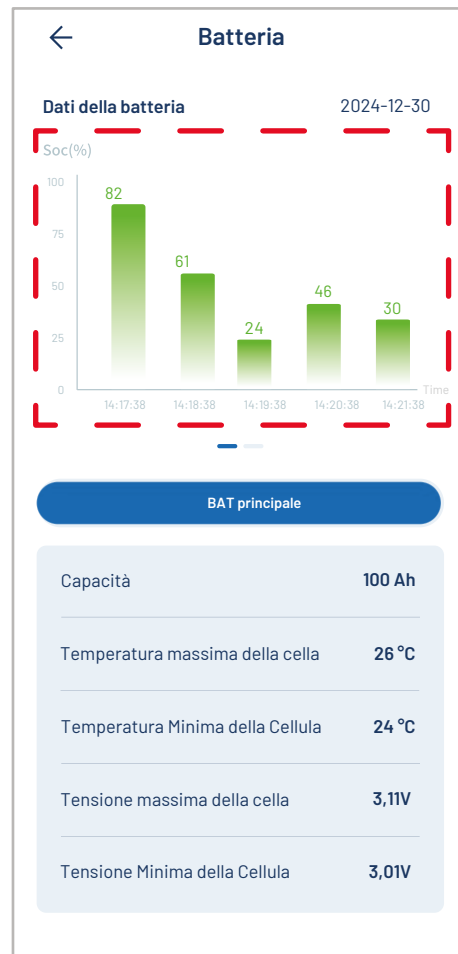 Batteria
Dati della batteria 2024-12-30
Soc(%)
100
82
75
61
50
46
30
24
25
0
Time
14:17:38 14:18:38 14:19:38 14:20:38 14:21:38
BAT principale
Capacità 100 Ah
Temperatura massima della cella 26 °C
Temperatura Minima della Cellula 24 °C
Tensione massima della cella 3,11V
Tensione Minima della Cellula 3,01V